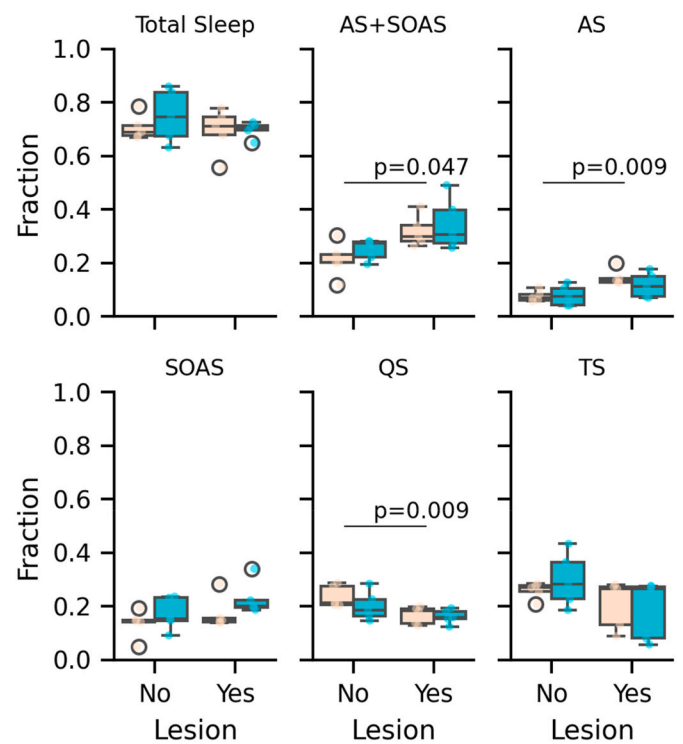 Total Sleep AS+SOAS AS
1.0
0.8
0.6
0.4
0.2
0.0
Fraction
p=0.047
p=0.009
SOAS QS TS
1.0
0.8
0.6
0.4
0.2
0.0
Fraction
p=0.009
No Yes No Yes No Yes
Lesion Lesion Lesion